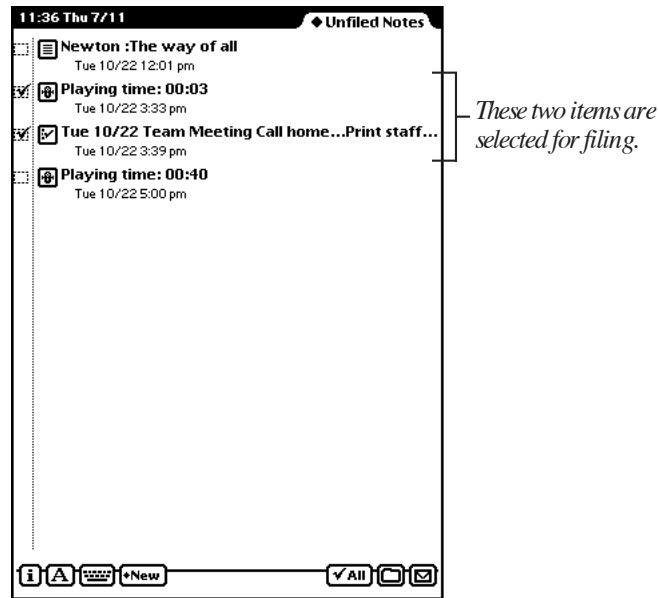 11:36 Thu 7/11 ◆Unfiled Notes
Newton :The way of all
Tue 10/22 12:01 pm
Playing time: 00:03
Tue 10/22 3:33 pm
Tue 10/22 Team Meeting Call home...Print staff...
Tue 10/22 3:39 pm
Playing time: 00:40
Tue 10/22 5:00 pm
These two items are
selected for filing.
i A ◆New ✓All